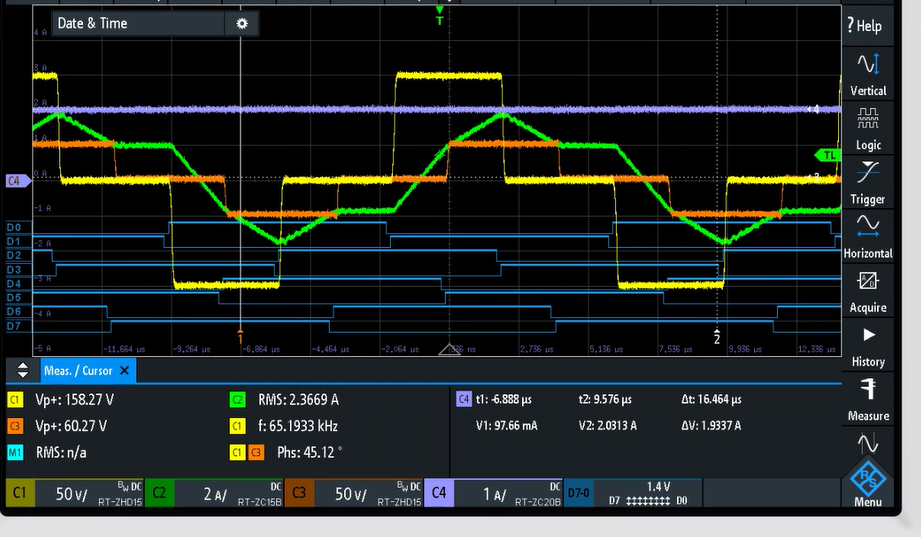 Date & Time
T
? Help
4 A
3 A
2 A
4
Vertical
1 A
TL
Logic
C4
0 A
3
Trigger
-1 A
D0
D1
-2 A
D2
Horizontal
D3
-3 A
D4
D5
Acquire
-4 A
D6
D7
-5 A
-11,664 µs
-9,264 µs
1
-6,864 µs
-4,464 µs
-2,064 µs
2,736 µs
5,136 µs
7,536 µs
2
9,936 µs
12,336 µs
History
Meas. / Cursor ✕
C1 Vp+: 158.27 V
C2 RMS: 2.3669 A
C4 t1: -6.888 µs t2: 9.576 µs Δt: 16.464 µs
Measure
C3 Vp+: 60.27 V
C1 f: 65.1933 kHz
V1: 97.66 mA V2: 2.0313 A ΔV: 1.9337 A
M1 RMS: n/a
C1 C3 Phs: 45.12 °
C1 50 V/ BW DC RT-ZHD15
C2 2 A/ DC RT-ZC15B
C3 50 V/ BW DC RT-ZHD15
C4 1 A/ DC RT-ZC20B
D7-0 1.4 V D7 D0
R&S
Menu